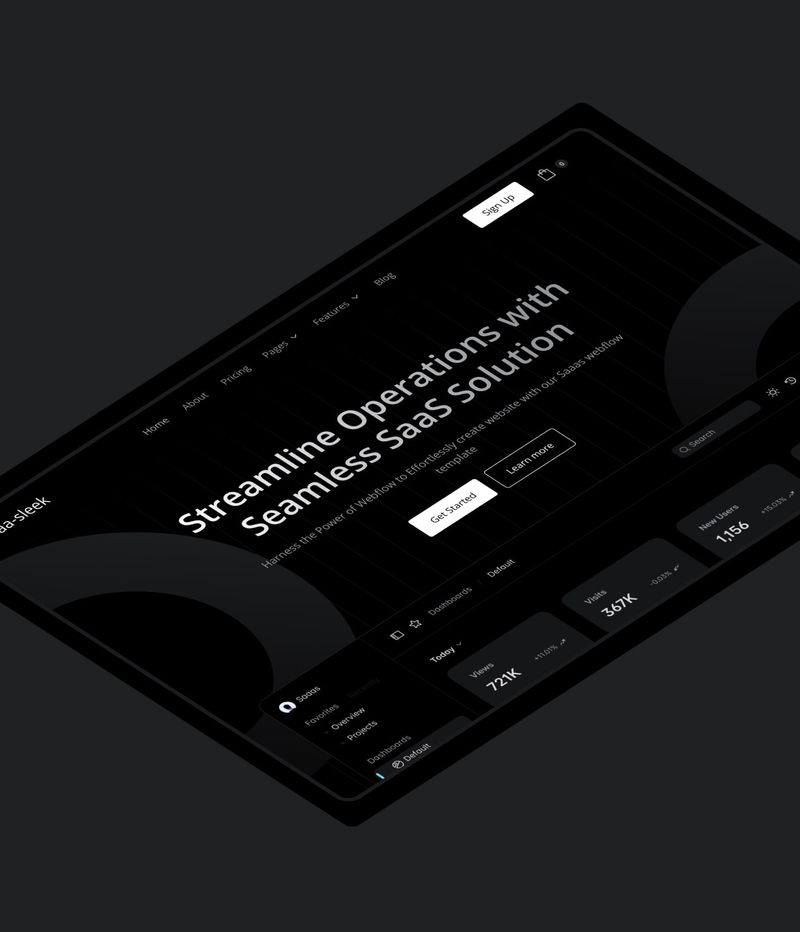 aa-sleek
Home
About
Pricing
Pages
Features
Blog
Sign Up
0
Streamline Operations with
Seamless SaaS Solution
Harness the Power of Webflow to Effortlessly create website with our Saaas webflow
template
Get Started
Learn more
Saaas
Favorites
Recently
Overview
Projects
Dashboards
Default
Dashboards
Default
Search
Today
Views
721K
+11.01%
Visits
367K
-0.03%
New Users
1,156
+15.03%